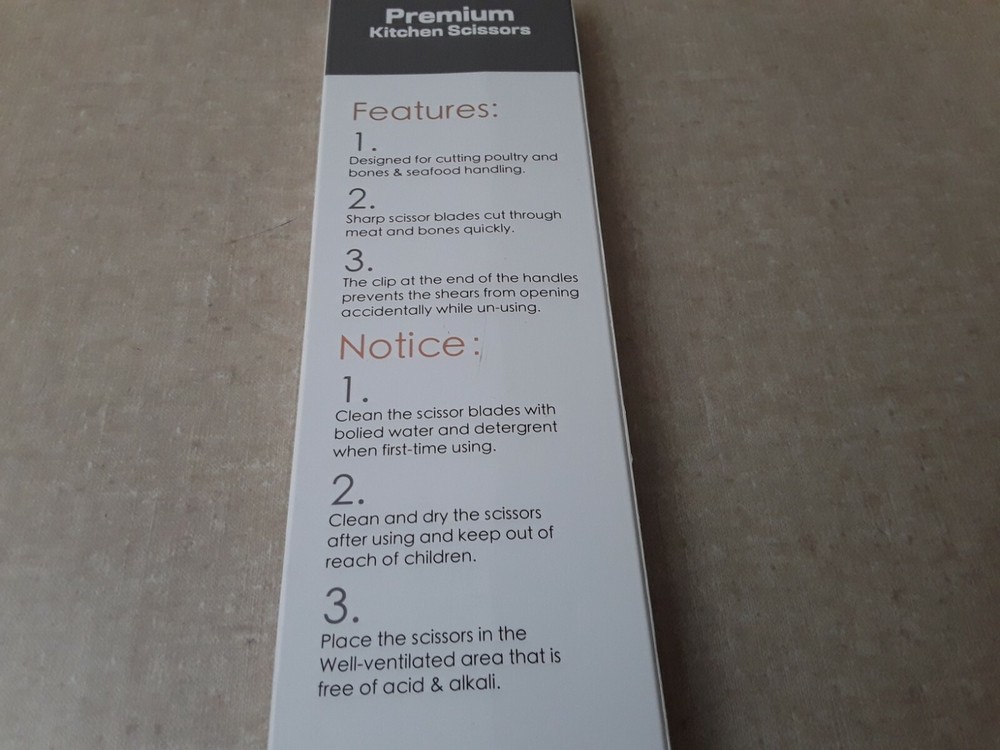 Premium
Kitchen Scissors
Features:
1.
Designed for cutting poultry and
bones & seafood handling.
2.
Sharp scissor blades cut through
meat and bones quickly.
3.
The clip at the end of the handles
prevents the shears from opening
accidentally while un-using.
Notice:
1.
Clean the scissor blades with
bolied water and detergrent
when first-time using.
2.
Clean and dry the scissors
after using and keep out of
reach of children.
3.
Place the scissors in the
Well-ventilated area that is
free of acid & alkali.